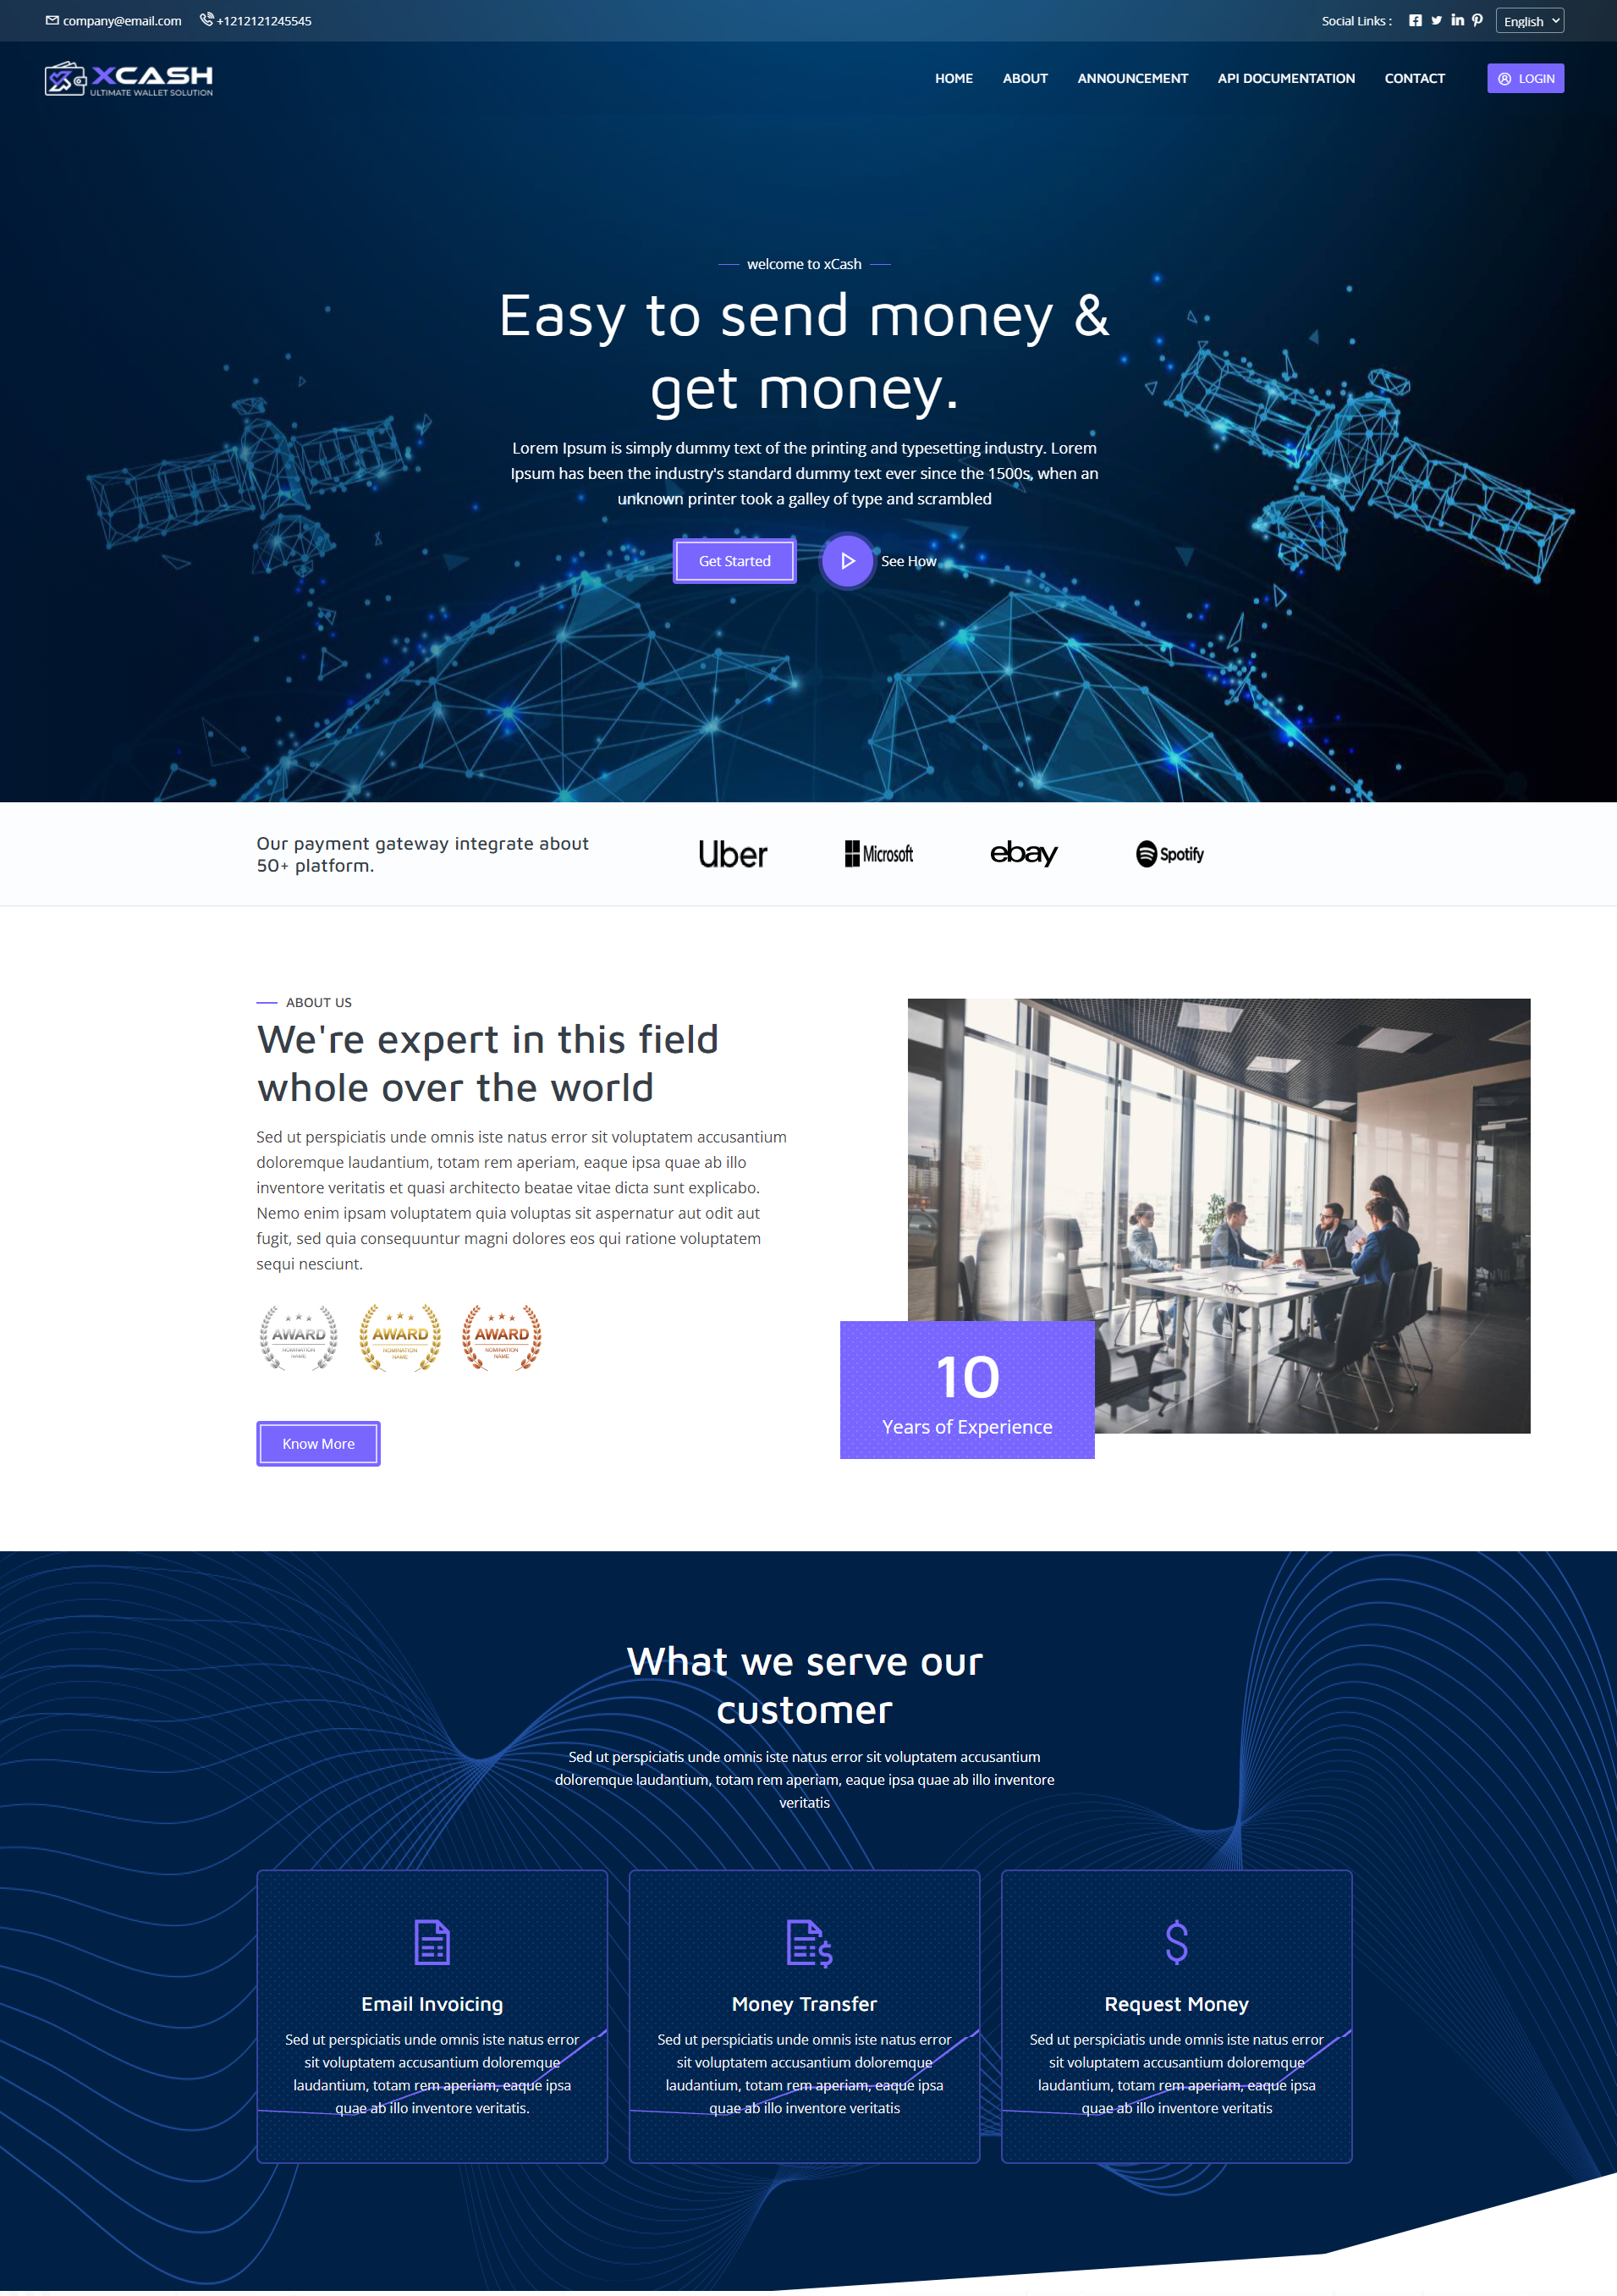 company@email.com
+1212121245545
Social Links :
English
XCASH
ULTIMATE WALLET SOLUTION
HOME
ABOUT
ANNOUNCEMENT
API DOCUMENTATION
CONTACT
LOGIN
welcome to xCash
Easy to send money &
get money.
Lorem Ipsum is simply dummy text of the printing and typesetting industry. Lorem
Ipsum has been the industry's standard dummy text ever since the 1500s, when an
unknown printer took a galley of type and scrambled
Get Started
See How
Our payment gateway integrate about
50+ platform.
Uber
Microsoft
ebay
Spotify
ABOUT US
We're expert in this field
whole over the world
Sed ut perspiciatis unde omnis iste natus error sit voluptatem accusantium
doloremque laudantium, totam rem aperiam, eaque ipsa quae ab illo
inventore veritatis et quasi architecto beatae vitae dicta sunt explicabo.
Nemo enim ipsam voluptatem quia voluptas sit aspernatur aut odit aut
fugit, sed quia consequuntur magni dolores eos qui ratione voluptatem
sequi nesciunt.
AWARD
NOMINATION
NAME
AWARD
NOMINATION
NAME
AWARD
NOMINATION
NAME
Know More
10
Years of Experience
What we serve our
customer
Sed ut perspiciatis unde omnis iste natus error sit voluptatem accusantium
doloremque laudantium, totam rem aperiam, eaque ipsa quae ab illo inventore
veritatis
Email Invoicing
Sed ut perspiciatis unde omnis iste natus error
sit voluptatem accusantium doloremque
laudantium, totam rem aperiam, eaque ipsa
quae ab illo inventore veritatis.
Money Transfer
Sed ut perspiciatis unde omnis iste natus error
sit voluptatem accusantium doloremque
laudantium, totam rem aperiam, eaque ipsa
quae ab illo inventore veritatis
Request Money
Sed ut perspiciatis unde omnis iste natus error
sit voluptatem accusantium doloremque
laudantium, totam rem aperiam, eaque ipsa
quae ab illo inventore veritatis